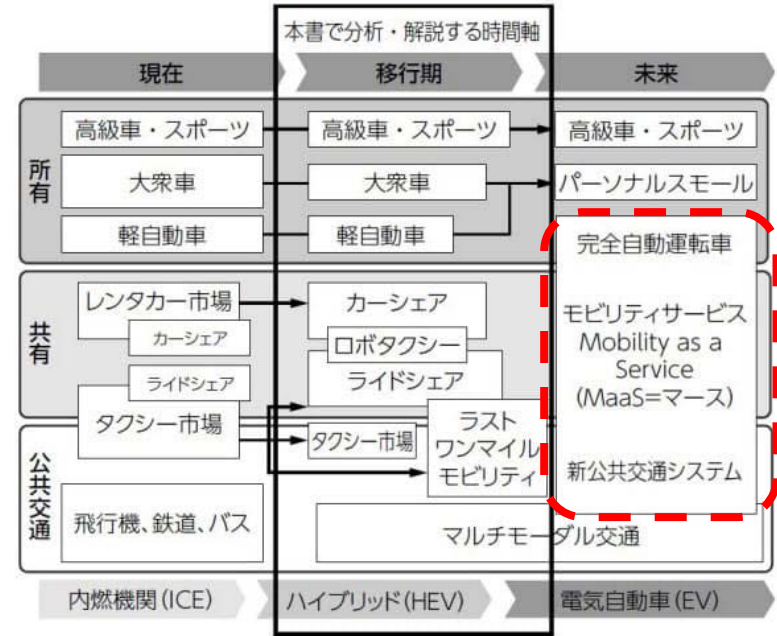 本書で分析・解説する時間軸
現在
移行期
未来
所有
高級車・スポーツ
高級車・スポーツ
高級車・スポーツ
大衆車
大衆車
パーソナルスモール
軽自動車
軽自動車
共有
レンタカー市場
カーシェア
カーシェア
ロボタクシー
ライドシェア
ライドシェア
タクシー市場
タクシー市場
ラスト
ワンマイル
モビリティ
完全自動運転車
モビリティサービス
Mobility as a
Service
(MaaS=マース)
新公共交通システム
公共交通
飛行機、鉄道、バス
マルチモーダル交通
内燃機関(ICE)
ハイブリッド(HEV)
電気自動車(EV)